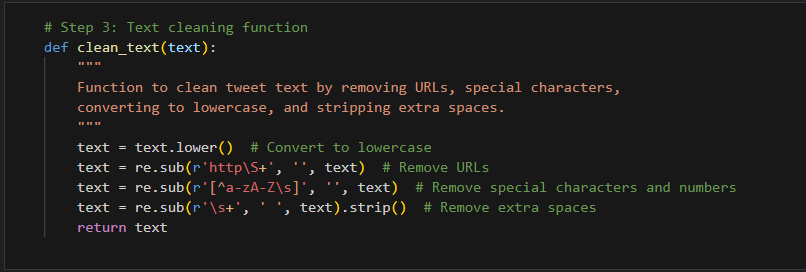 # Step 3: Text cleaning function
def clean_text(text):
    """
    Function to clean tweet text by removing URLs, special characters,
    converting to lowercase, and stripping extra spaces.
    """
    text = text.lower()  # Convert to lowercase
    text = re.sub(r'http\S+', '', text)  # Remove URLs
    text = re.sub(r'[^a-zA-Z\s]', '', text)  # Remove special characters and numbers
    text = re.sub(r'\s+', ' ', text).strip()  # Remove extra spaces
    return text